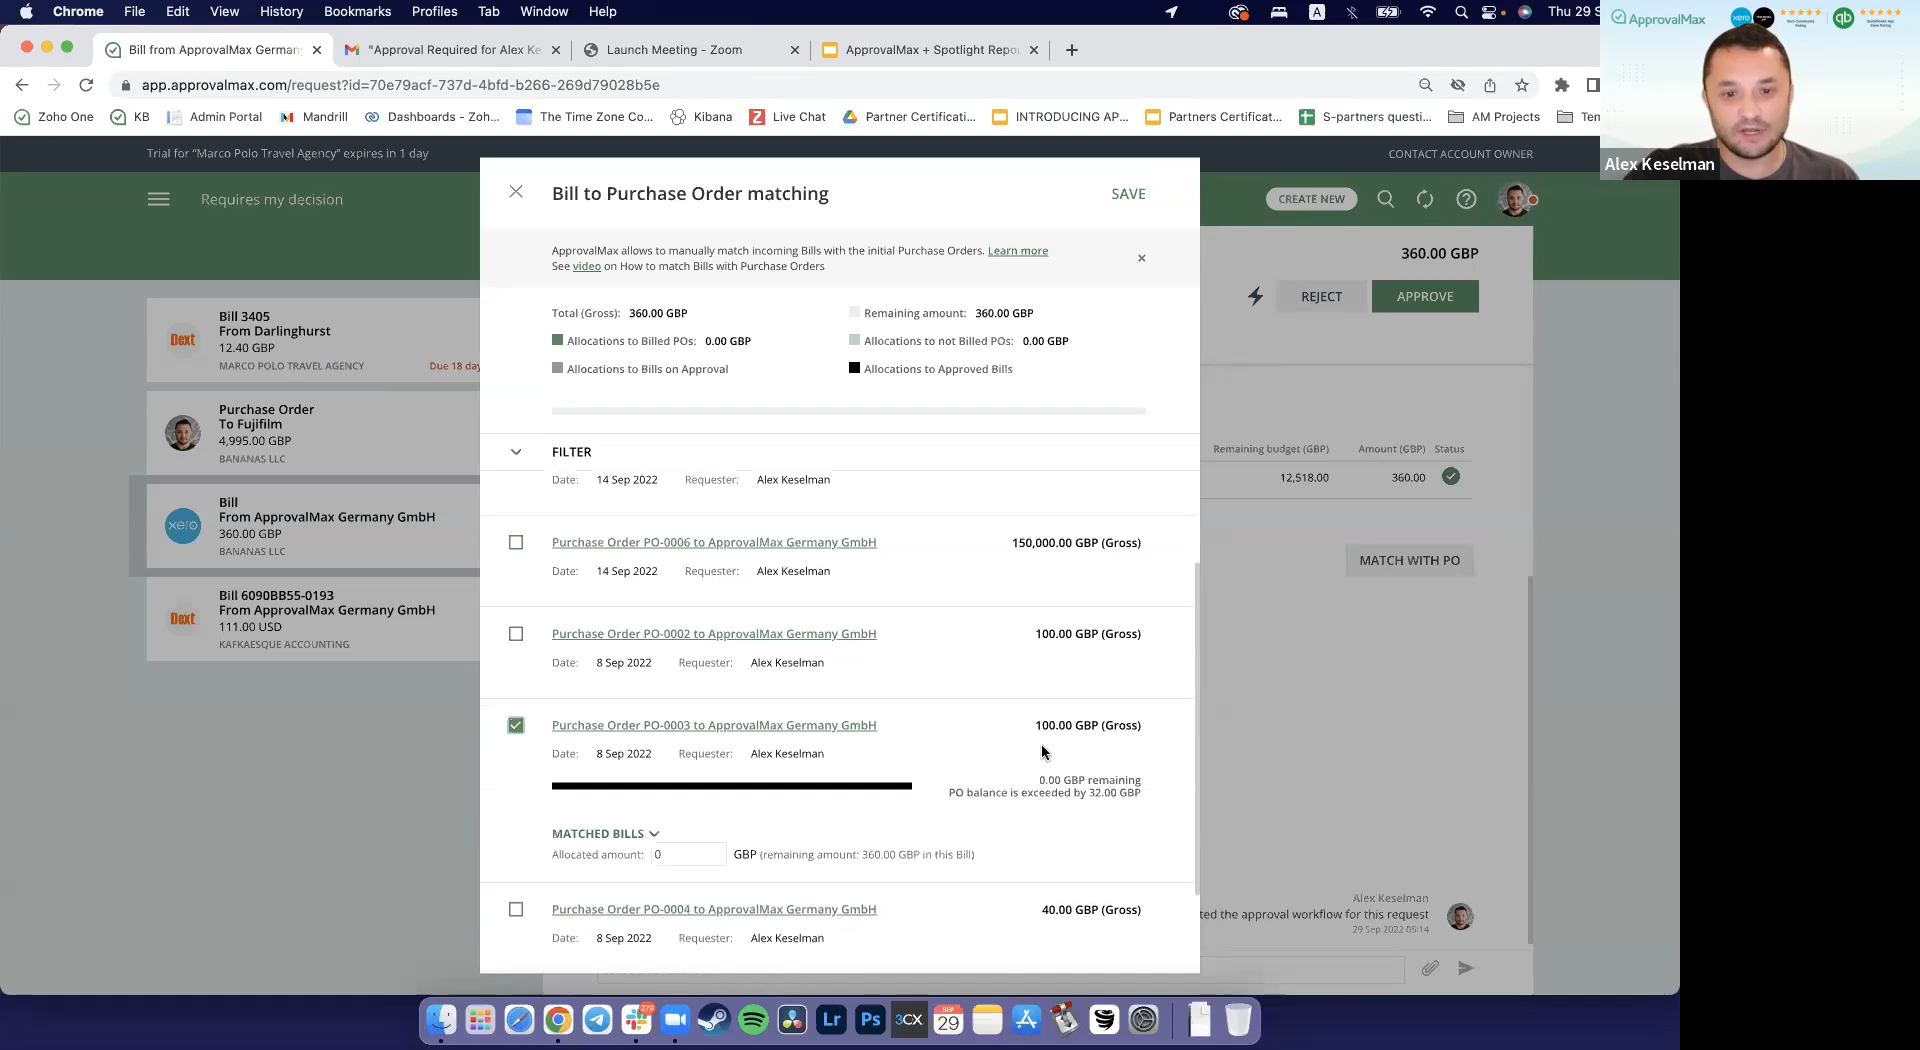 Chrome File Edit View History Bookmarks Profiles Tab Window Help
A
Thu 29 S
Bill from ApprovalMax German
"Approval Required for Alex Ke
Launch Meeting - Zoom
ApprovalMax + Spotlight Repo
app.approvalmax.com/request?id=70e79acf-737d-4bfd-b266-269d79028b5e
Zoho One
KB
Admin Portal
Mandrill
Dashboards - Zoh...
The Time Zone Co...
Kibana
Live Chat
Partner Certificati...
INTRODUCING AP...
Partners Certificat...
S-partners questi...
AM Projects
Ten
ApprovalMax
xero
qb
Alex Keselman
Trial for "Marco Polo Travel Agency" expires in 1 day
CONTACT ACCOUNT OWNER
Requires my decision
CREATE NEW
Dext
Bill 3405
From Darlinghurst
12.40 GBP
MARCO POLO TRAVEL AGENCY
Due 18 day
Purchase Order
To Fujifilm
4,995.00 GBP
BANANAS LLC
xero
Bill
From ApprovalMax Germany GmbH
360.00 GBP
BANANAS LLC
Dext
Bill 6090BB55-0193
From ApprovalMax Germany GmbH
111.00 USD
KAFKAESQUE ACCOUNTING
Bill to Purchase Order matching
SAVE
ApprovalMax allows to manually match incoming Bills with the initial Purchase Orders. Learn more
See video on How to match Bills with Purchase Orders
Total (Gross): 360.00 GBP
Remaining amount: 360.00 GBP
Allocations to Billed POs: 0.00 GBP
Allocations to not Billed POs: 0.00 GBP
Allocations to Bills on Approval
Allocations to Approved Bills
FILTER
Date: 14 Sep 2022 Requester: Alex Keselman
Purchase Order PO-0006 to ApprovalMax Germany GmbH 150,000.00 GBP (Gross)
Date: 14 Sep 2022 Requester: Alex Keselman
Purchase Order PO-0002 to ApprovalMax Germany GmbH 100.00 GBP (Gross)
Date: 8 Sep 2022 Requester: Alex Keselman
Purchase Order PO-0003 to ApprovalMax Germany GmbH 100.00 GBP (Gross)
Date: 8 Sep 2022 Requester: Alex Keselman
0.00 GBP remaining
PO balance is exceeded by 32.00 GBP
MATCHED BILLS
Allocated amount: 0 GBP (remaining amount: 360.00 GBP in this Bill)
Purchase Order PO-0004 to ApprovalMax Germany GmbH 40.00 GBP (Gross)
Date: 8 Sep 2022 Requester: Alex Keselman
360.00 GBP
REJECT
APPROVE
Remaining budget (GBP) Amount (GBP) Status
12,518.00 360.00
MATCH WITH PO
Alex Keselman
ted the approval workflow for this request
29 Sep 2022 05:14
279
Lr
Ps
3CX
SEP
29